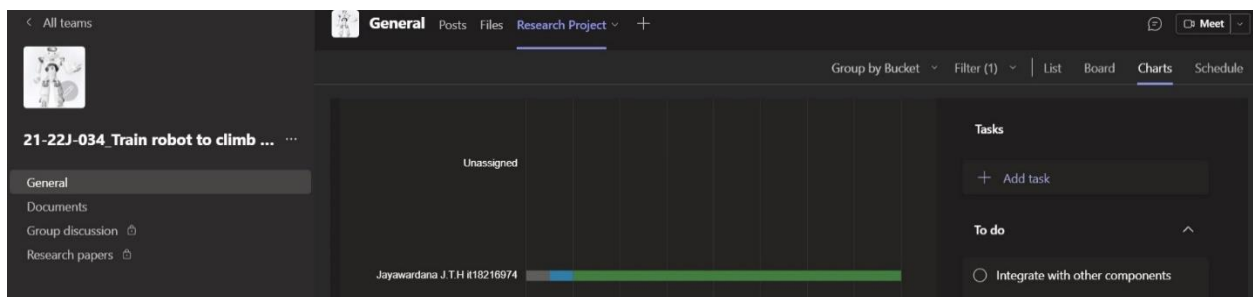 All teams
21-22J-034_Train robot to climb ... ...
General
Documents
Group discussion
Research papers
General Posts Files Research Project +
Meet
Group by Bucket Filter (1) List Board Charts Schedule
Unassigned
Jayawardana J.T.H it18216974
Tasks
+ Add task
To do
Integrate with other components